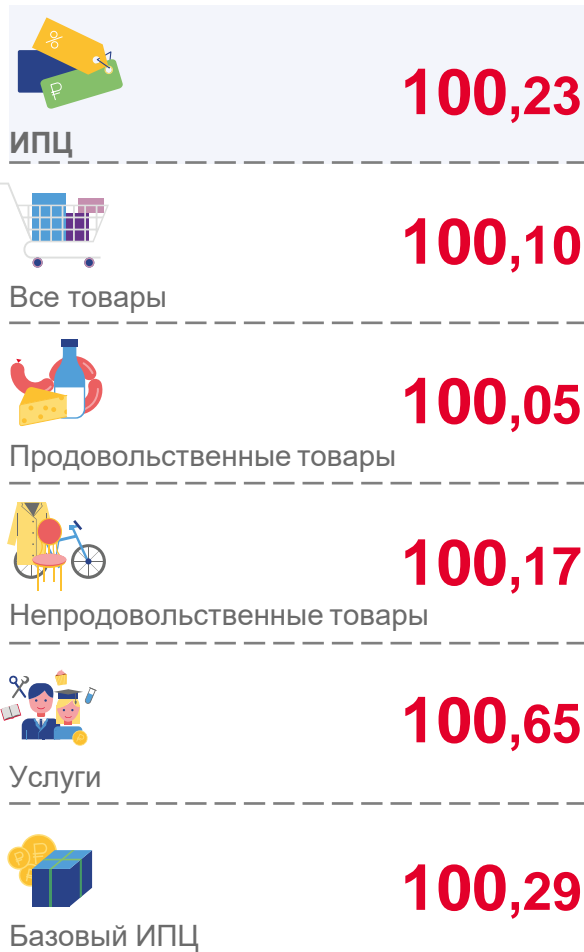 %
₽
100,23
ИПЦ
100,10
Все товары
100,05
Продовольственные товары
100,17
Непродовольственные товары
100,65
Услуги
₽ ₽
100,29
Базовый ИПЦ